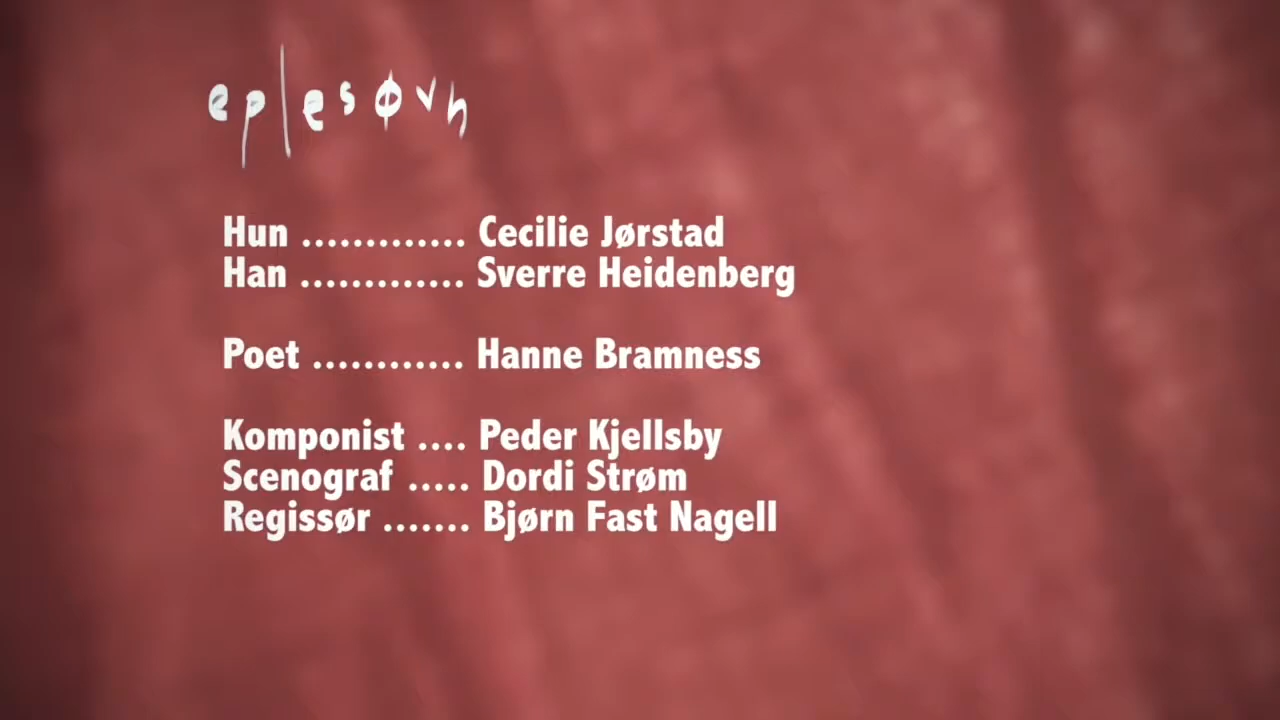 eplesøvn
Hun ............. Cecilie Jørstad
Han ............. Sverre Heidenberg
Poet ............ Hanne Bramness
Komponist .... Peder Kjellsby
Scenograf ..... Dordi Strøm
Regissør ....... Bjørn Fast Nagell